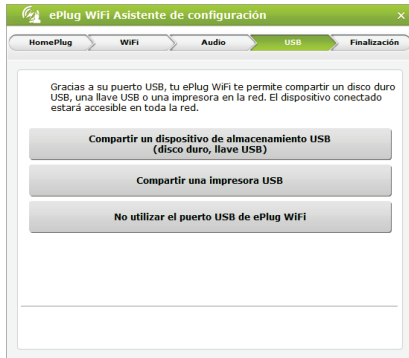 ePlug WiFi Asistente de configuración
HomePlug
WiFi
Audio
USB
Finalización
Gracias a su puerto USB, tu ePlug WiFi te permite compartir un disco duro
USB, una llave USB o una impresora en la red. El dispositivo conectado
estará accesible en toda la red.
Compartir un dispositivo de almacenamiento USB
(disco duro, llave USB)
Compartir una impresora USB
No utilizar el puerto USB de ePlug WiFi